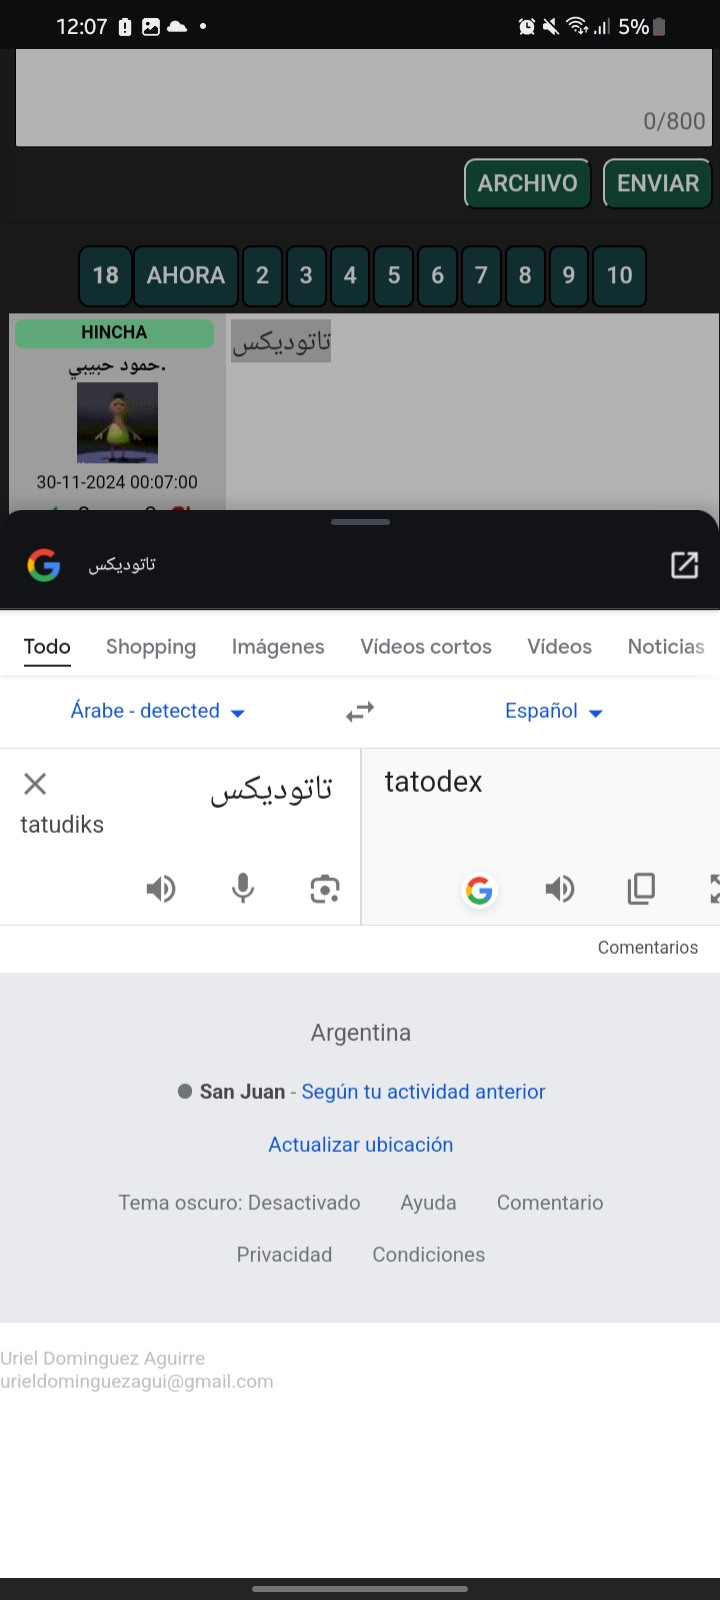 12:07
5%
0/800
ARCHIVO ENVIAR
18 AHORA 2 3 4 5 6 7 8 9 10
HINCHA
حمود حبيبي.
تاتوديكس
30-11-2024 00:07:00
تاتوديكس
Todo Shopping Imágenes Vídeos cortos Vídeos Noticias
Árabe - detected Español
تاتوديكس
tatudiks
tatodex
Comentarios
Argentina
San Juan - Según tu actividad anterior
Actualizar ubicación
Tema oscuro: Desactivado Ayuda Comentario
Privacidad Condiciones
Uriel Dominguez Aguirre
urieldominguezagui@gmail.com